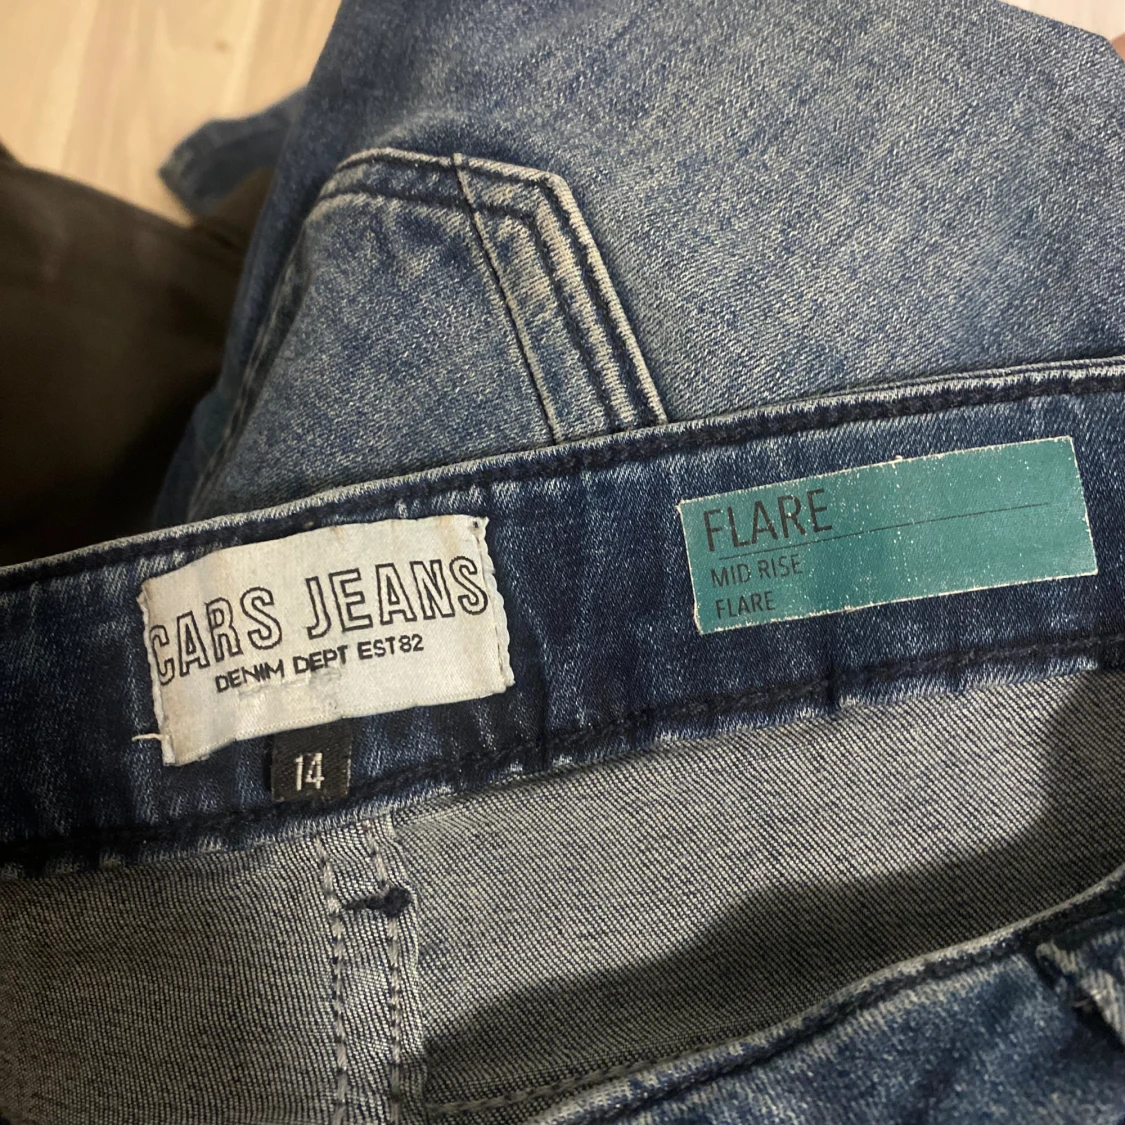 CARS JEANS
DENIM DEPT EST82
14
FLARE
MID RISE
FLARE